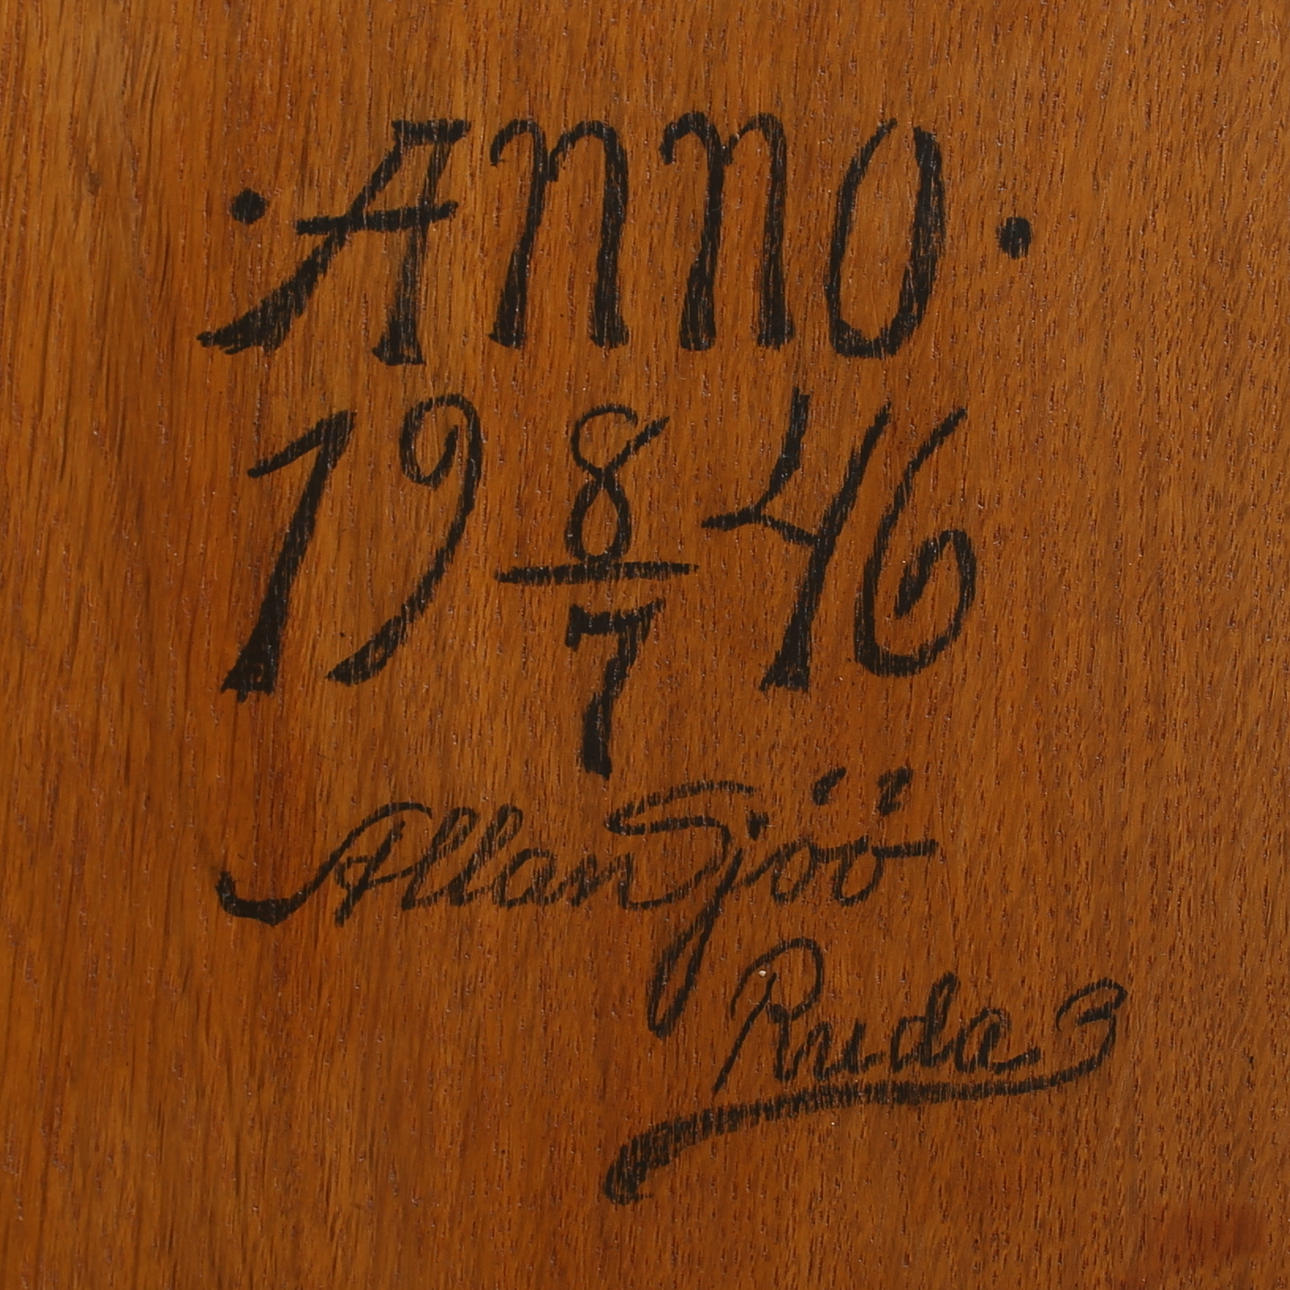 ·Anno·
19 8/7 46
Allan Sjöö
Ruda 3